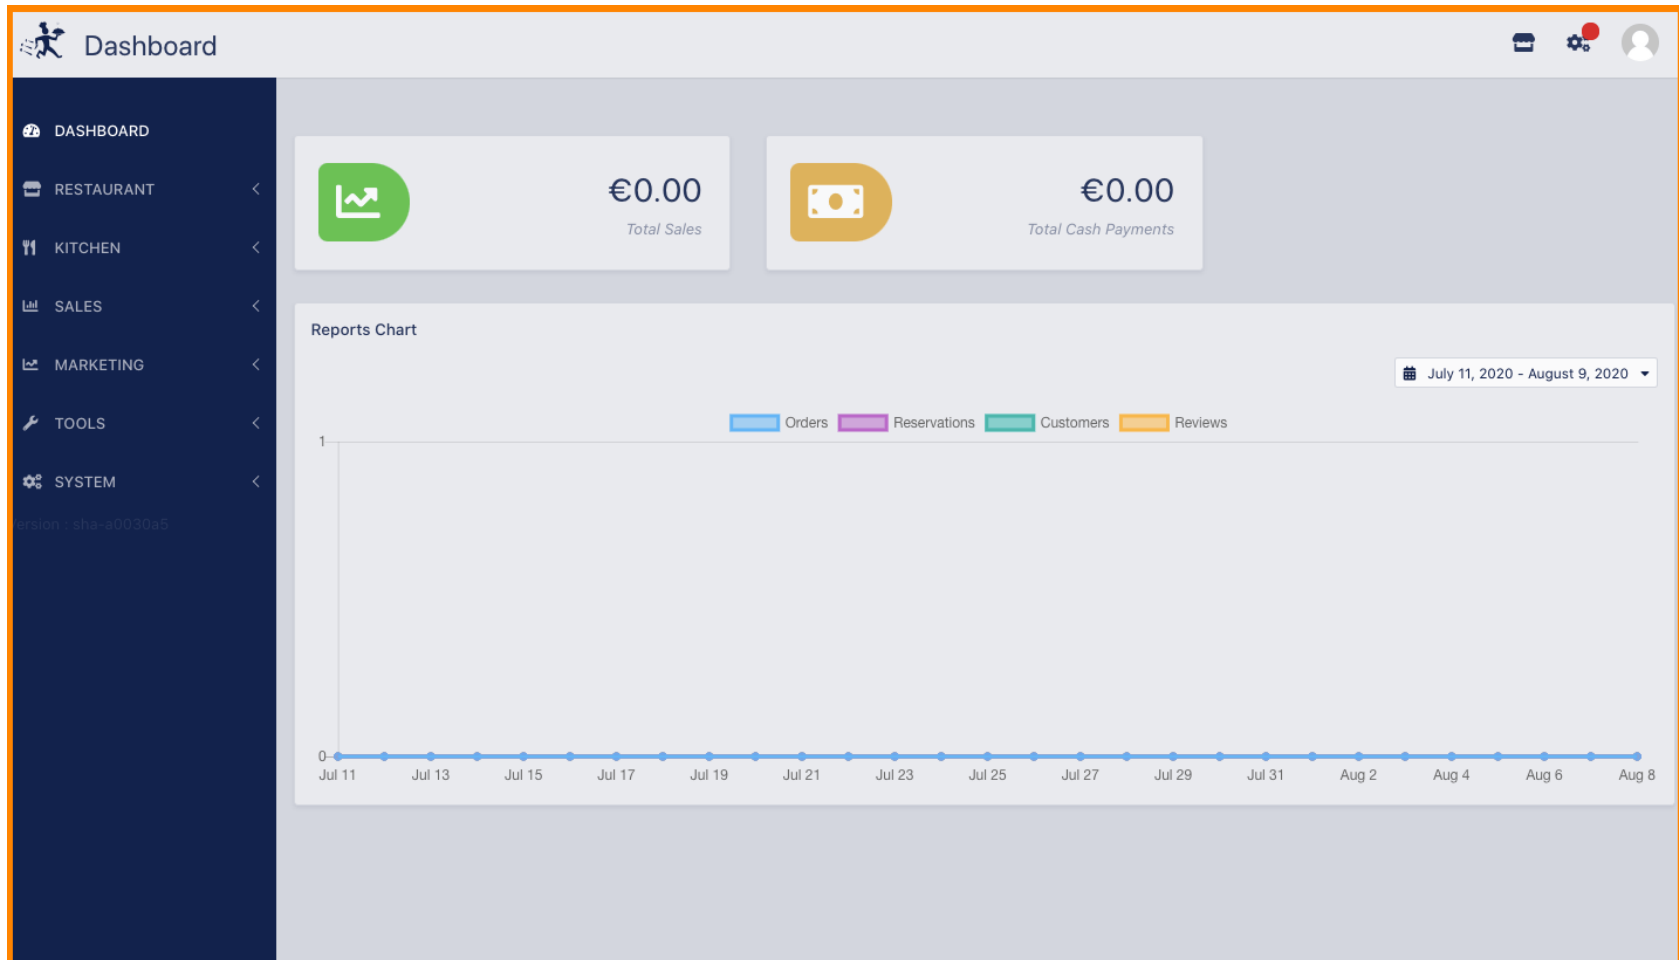 Dashboard
DASHBOARD
RESTAURANT
KITCHEN
SALES
MARKETING
TOOLS
SYSTEM
ersion : sha-a0030a5
€0.00
Total Sales
€0.00
Total Cash Payments
Reports Chart
July 11, 2020 - August 9, 2020
Orders Reservations Customers Reviews
1
0
Jul 11 Jul 13 Jul 15 Jul 17 Jul 19 Jul 21 Jul 23 Jul 25 Jul 27 Jul 29 Jul 31 Aug 2 Aug 4 Aug 6 Aug 8